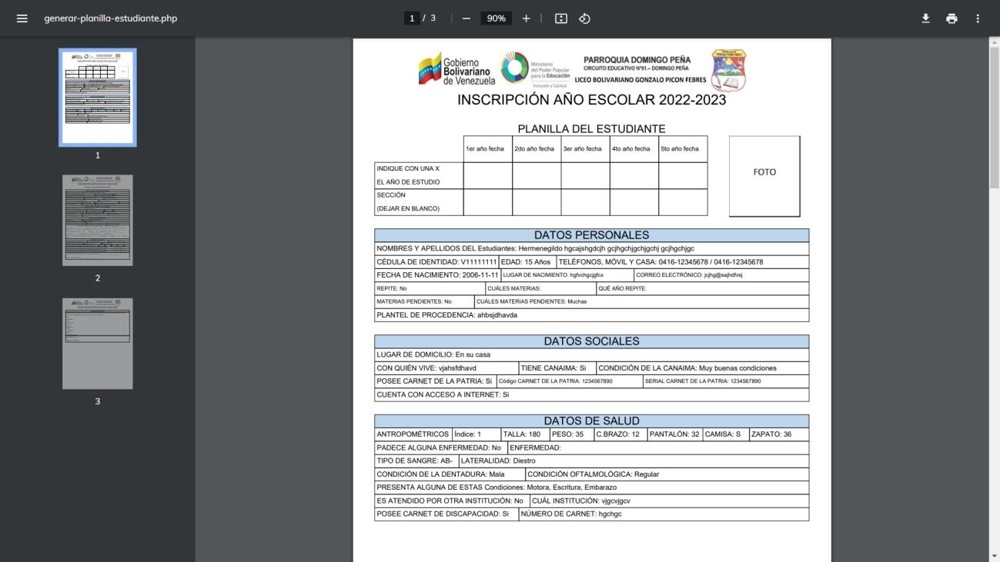 generar-planilla-estudiante.php
1 / 3
90%
1
2
3
Gobierno
Bolivariano
de Venezuela
Ministerio
del Poder Popular
para la Educación
Inclusión y Calidad
PARROQUIA DOMINGO PEÑA
CIRCUITO EDUCATIVO Nº01.– DOMINGO PEÑA
LICEO BOLIVARIANO GONZALO PICON FEBRES
INSCRIPCIÓN AÑO ESCOLAR 2022-2023
PLANILLA DEL ESTUDIANTE
1er año fecha 2do año fecha 3er año fecha 4to año fecha 5to año fecha
INDIQUE CON UNA X
EL AÑO DE ESTUDIO
SECCIÓN
(DEJAR EN BLANCO)
FOTO
DATOS PERSONALES
NOMBRES Y APELLIDOS DEL Estudiantes: Hermenegildo hgcajshgdcjh gcjhgchjgchjgchj gcjhgchjgc
CÉDULA DE IDENTIDAD: V11111111 EDAD: 15 Años TELÉFONOS, MÓVIL Y CASA: 0416-12345678 / 0416-12345678
FECHA DE NACIMIENTO: 2006-11-11 LUGAR DE NACIMIENTO: hgfvchgcjgfcx CORREO ELECTRÓNICO: jcjhg@sajhdfvsj
REPITE: No CUÁLES MATERIAS: QUÉ AÑO REPITE:
MATERIAS PENDIENTES: No CUÁLES MATERIAS PENDIENTES: Muchas
PLANTEL DE PROCEDENCIA: ahbsjdhavda
DATOS SOCIALES
LUGAR DE DOMICILIO: En su casa
CON QUIÉN VIVE: vjahsfdhavd TIENE CANAIMA: Si CONDICIÓN DE LA CANAIMA: Muy buenas condiciones
POSEE CARNET DE LA PATRIA: Si Código CARNET DE LA PATRIA: 1234567890 SERIAL CARNET DE LA PATRIA: 1234567890
CUENTA CON ACCESO A INTERNET: Si
DATOS DE SALUD
ANTROPOMÉTRICOS Índice: 1 TALLA: 180 PESO: 35 C.BRAZO: 12 PANTALÓN: 32 CAMISA: S ZAPATO: 36
PADECE ALGUNA ENFERMEDAD: No ENFERMEDAD:
TIPO DE SANGRE: AB- LATERALIDAD: Diestro
CONDICIÓN DE LA DENTADURA: Mala CONDICIÓN OFTALMOLÓGICA: Regular
PRESENTA ALGUNA DE ESTAS Condiciones: Motora, Escritura, Embarazo
ES ATENDIDO POR OTRA INSTITUCIÓN: No CUÁL INSTITUCIÓN: vjgcvjgcv
POSEE CARNET DE DISCAPACIDAD: Si NÚMERO DE CARNET: hgchgc